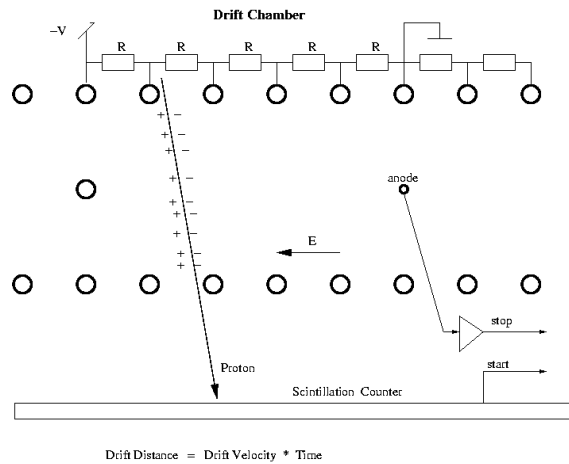 Drift Chamber
−V
R R R R R
+ −
+ −
+ −
+ −
+ −
+ −
+ −
+ −
+ −
anode
E
stop
start
Proton
Scintillation Counter
Drift Distance = Drift Velocity * Time